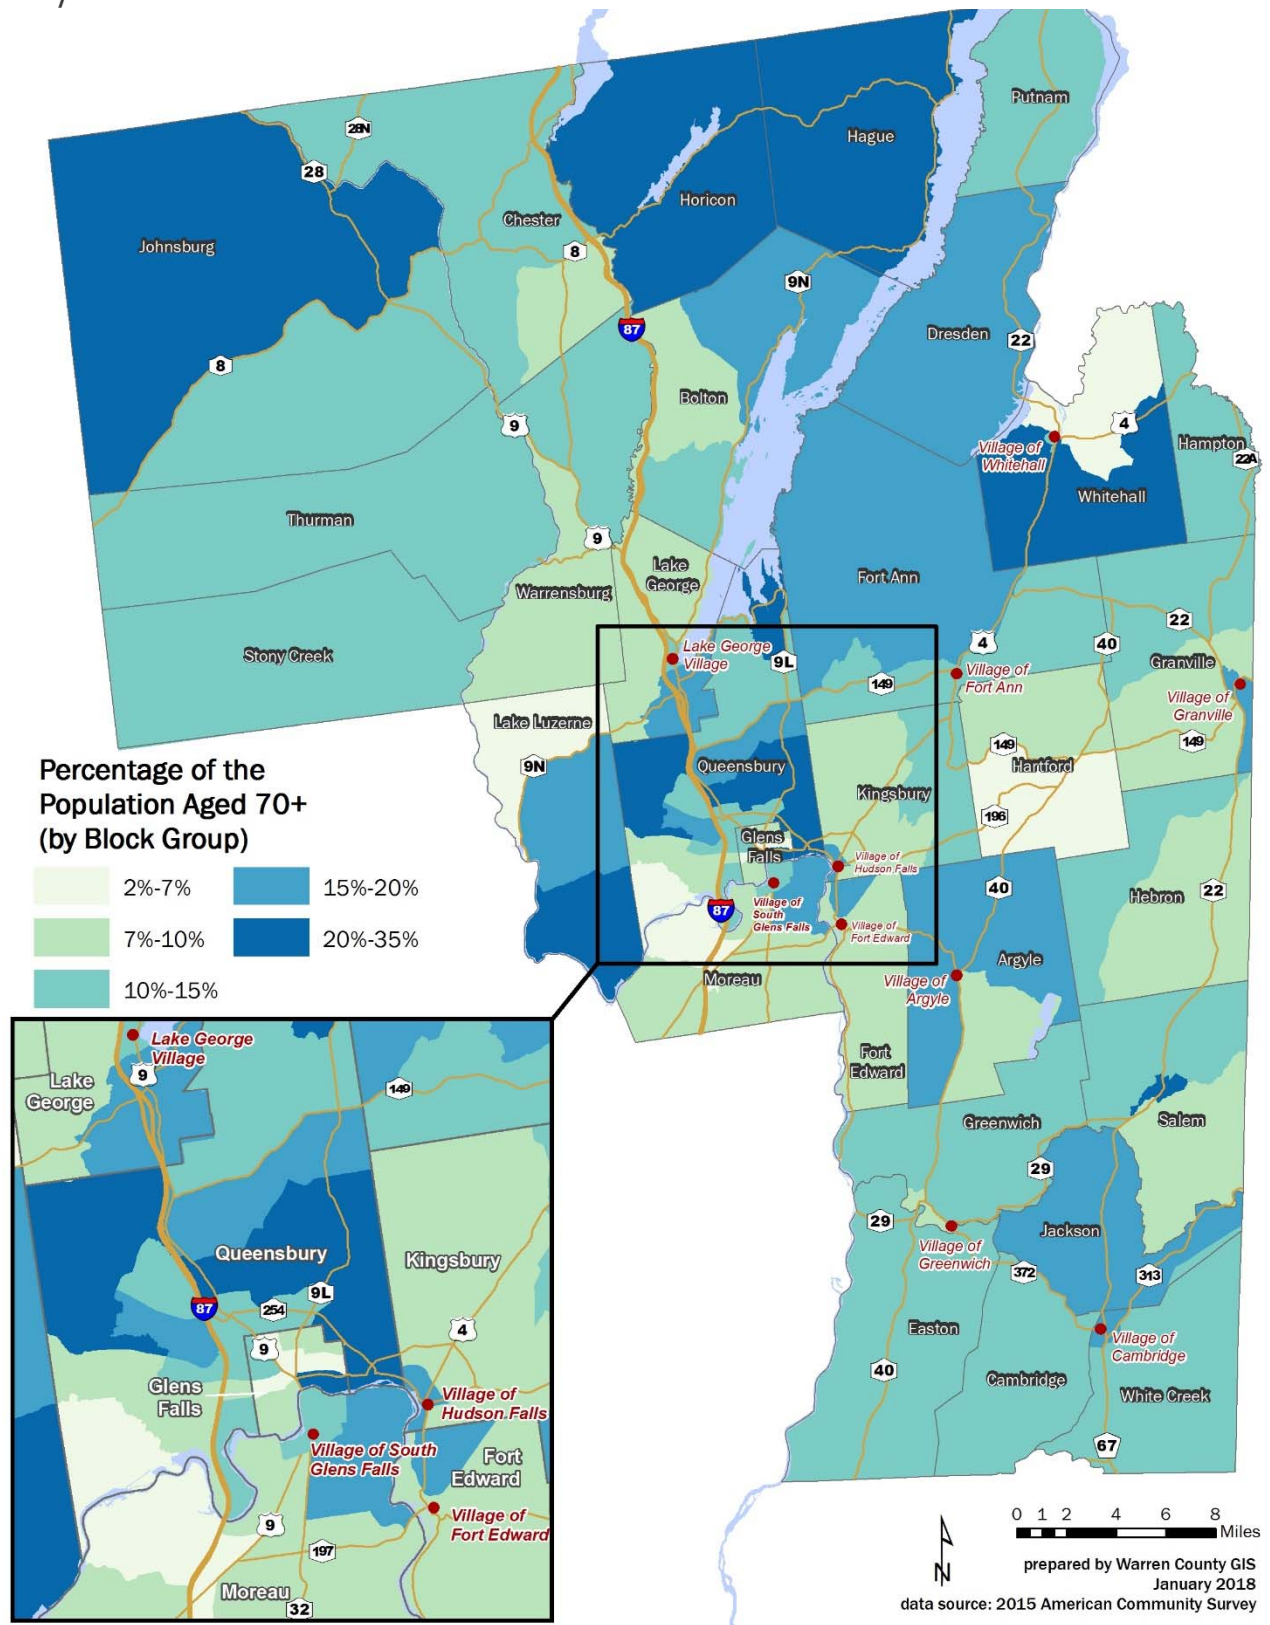 28N
28
Putnam
Hague
Horicon
Chester
Johnsburg
8
9N
87
Dresden
22
8
Bolton
9
4
Village of
Whitehall
Hampton
22A
Whitehall
Thurman
9
Lake
George
Fort Ann
Warrensburg
22
4
40
Stony Creek
Lake George
Village
9L
149
Village of
Fort Ann
Granville
Village of
Granville
Lake Luzerne
9N
149
149
Hartford
Queensbury
Kingsbury
196
Glens
Falls
Village of
Hudson Falls
40
Hebron
22
87
Village of
South
Glens Falls
Village of
Fort Edward
Argyle
Village of
Argyle
Moreau
Fort
Edward
Greenwich
Salem
29
29
Jackson
Village of
Greenwich
372
313
Easton
Village of
Cambridge
40
Cambridge
White Creek
67
Percentage of the
Population Aged 70+
(by Block Group)
2%-7%
15%-20%
7%-10%
20%-35%
10%-15%
Lake George
Village
9
Lake
George
149
Queensbury
Kingsbury
9L
87
254
4
9
Glens
Falls
Village of
Hudson Falls
Village of South
Glens Falls
Fort
Edward
Village of
Fort Edward
9
197
Moreau
32
N
0 1 2 4 6 8
Miles
prepared by Warren County GIS
January 2018
data source: 2015 American Community Survey